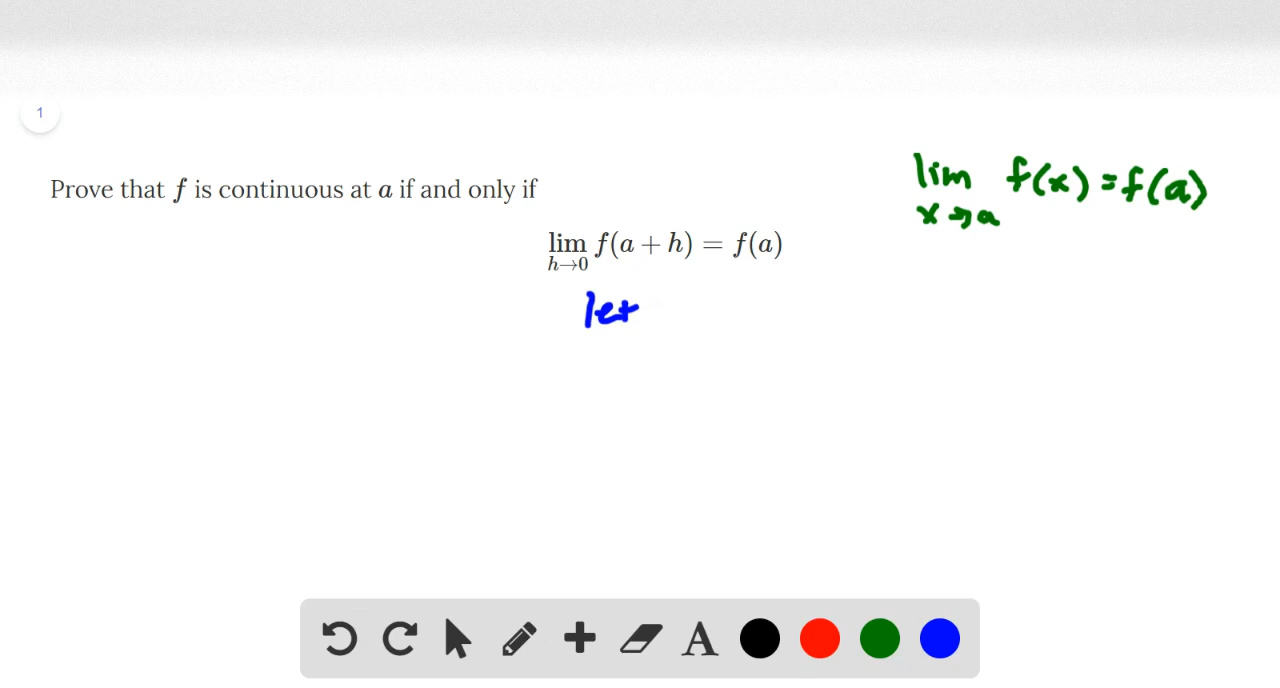 1
Prove that f is continuous at a if and only if
lim f(a + h) = f(a)
h→0
lim f(x) = f(a)
x→a
let
A